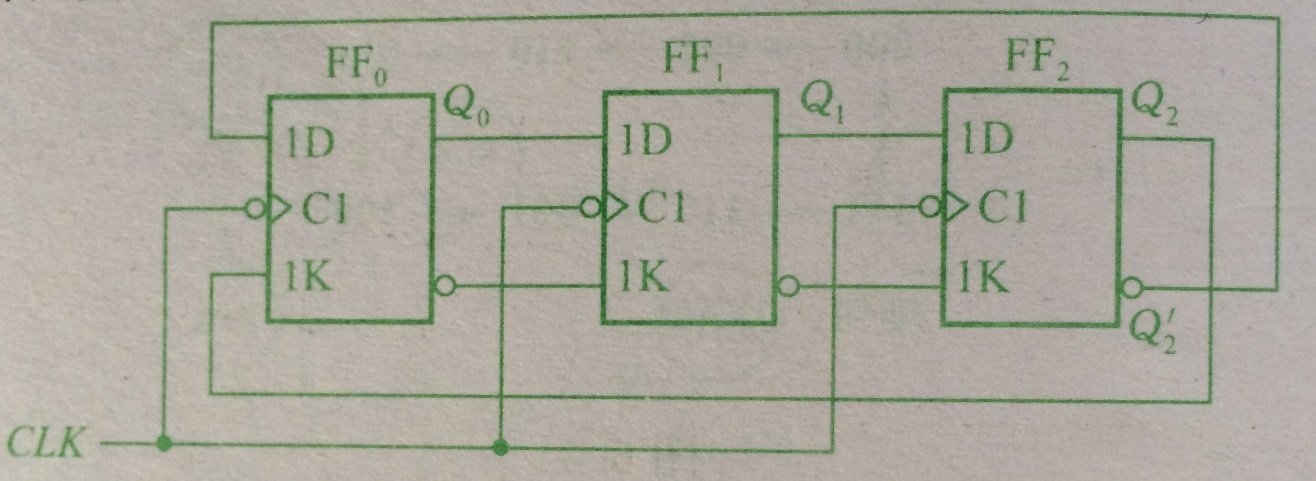 FF₀ FF₁ FF₂
Q₀ Q₁ Q₂
1D 1D 1D
C1 C1 C1
1K 1K 1K
Q₂′
CLK